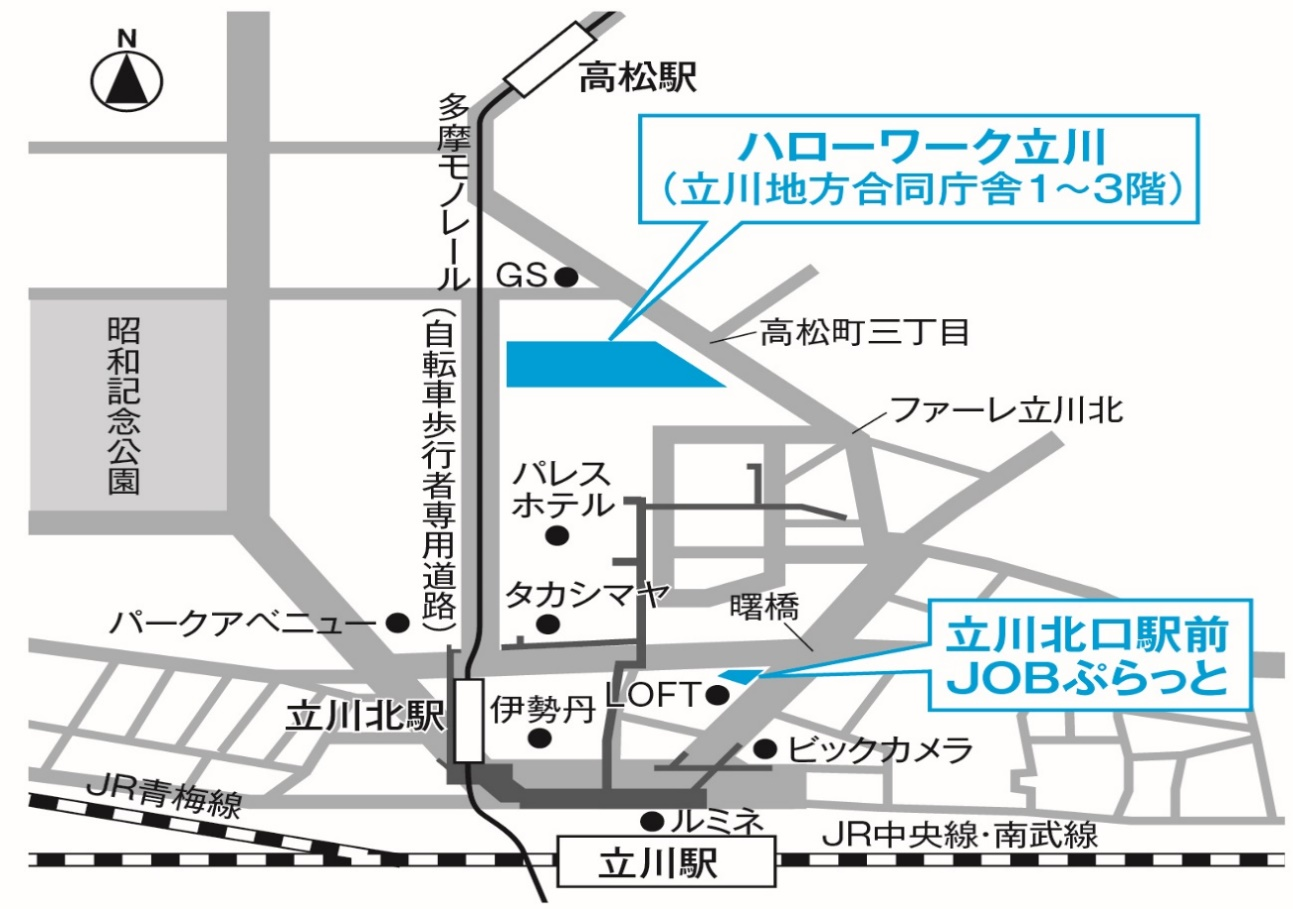 N
高松駅
多摩モノレール（自転車歩行者専用道路）
ハローワーク立川
（立川地方合同庁舎1～3階）
GS
高松町三丁目
昭和記念公園
ファーレ立川北
パレス
ホテル
タカシマヤ
曙橋
パークアベニュー
立川北口駅前
JOBぷらっと
LOFT
立川北駅
伊勢丹
ビックカメラ
JR青梅線
ルミネ
JR中央線・南武線
立川駅